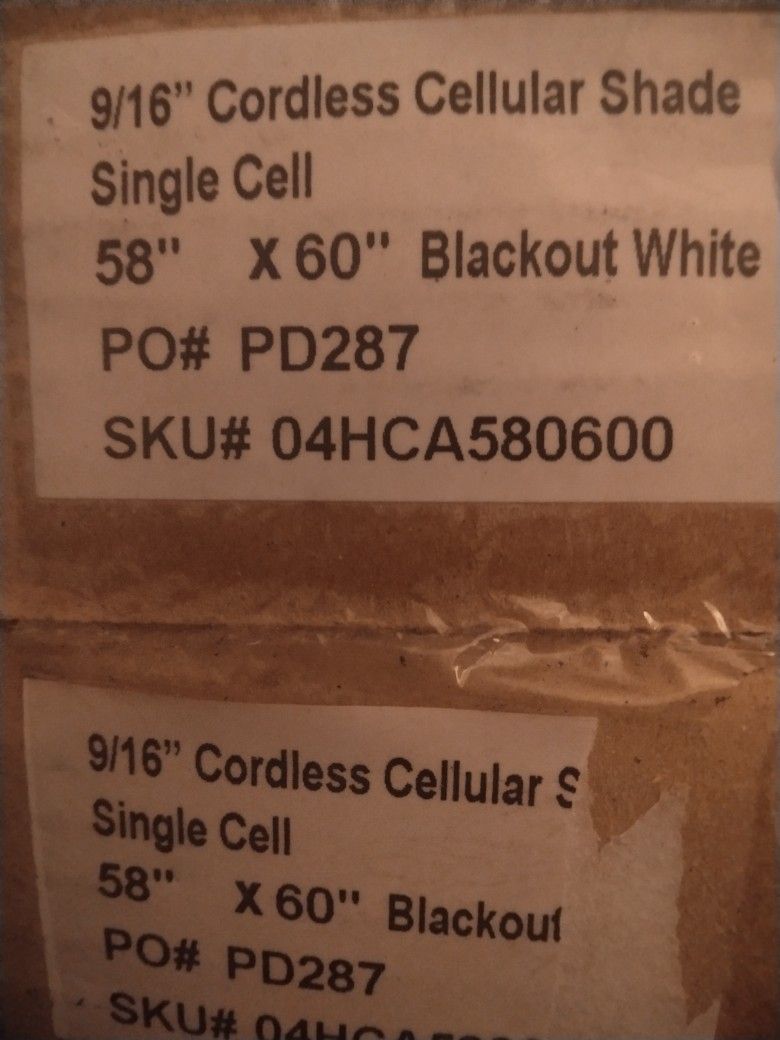 9/16” Cordless Cellular Shade
Single Cell
58" X 60" Blackout White
PO# PD287
SKU# 04HCA580600
9/16” Cordless Cellular S
Single Cell
58" X 60" Blackout
PO# PD287
SKU#